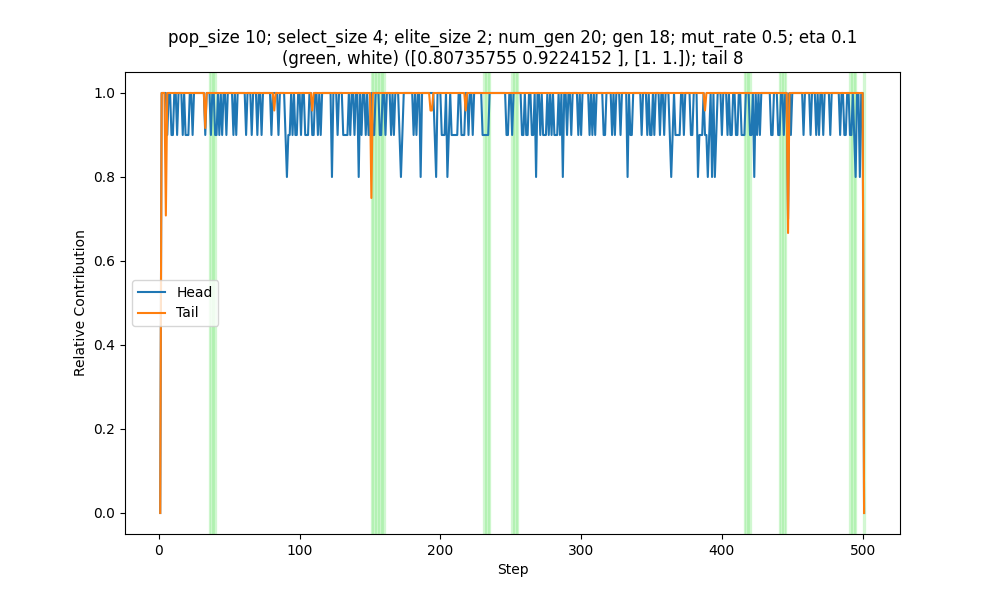 pop_size 10; select_size 4; elite_size 2; num_gen 20; gen 18; mut_rate 0.5; eta 0.1
(green, white) ([0.80735755 0.9224152 ], [1. 1.]); tail 8
1.0
0.8
0.6
0.4
0.2
0.0
Relative Contribution
Head
Tail
0
100
200
300
400
500
Step